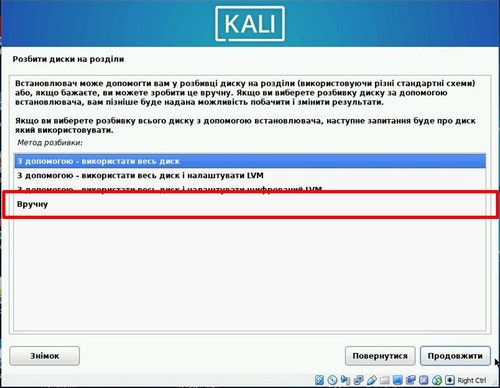 KALI
Розбити диски на розділи
Встановлювач може допомогти вам у розбивці диску на розділи (використовуючи різні стандартні схеми)
або, якщо бажаєте, ви можете зробити це вручну. Якщо ви виберете розбивку диску за допомогою
встановлювача, вам пізніше буде надана можливість побачити і змінити результати.
Якщо ви виберете розбивку всього диску з допомогою встановлювача, наступне запитання буде про диск
який використовувати.
Метод розбивки:
З допомогою - використати весь диск
З допомогою - використати весь диск і налаштувати LVM
З допомогою - використати весь диск і налаштувати шифрований LVM
Вручну
Знімок
Повернутися
Продовжити
Right Ctrl